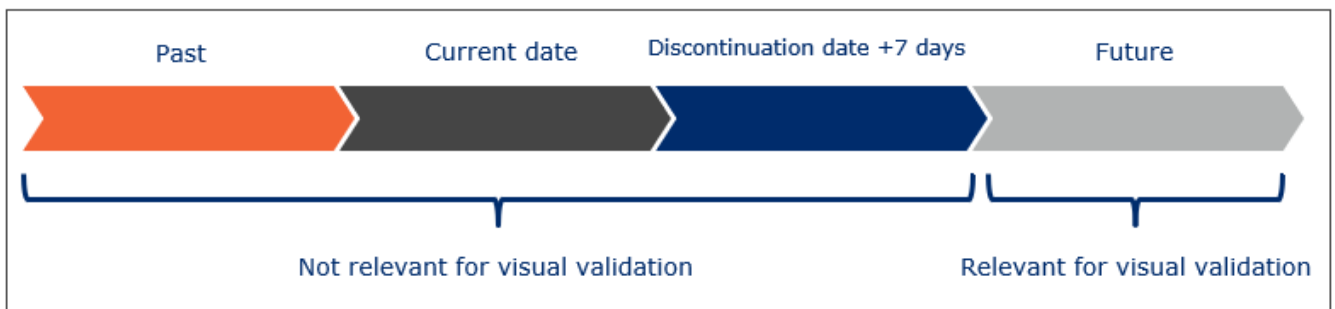 Past
Current date
Discontinuation date +7 days
Future
Not relevant for visual validation
Relevant for visual validation